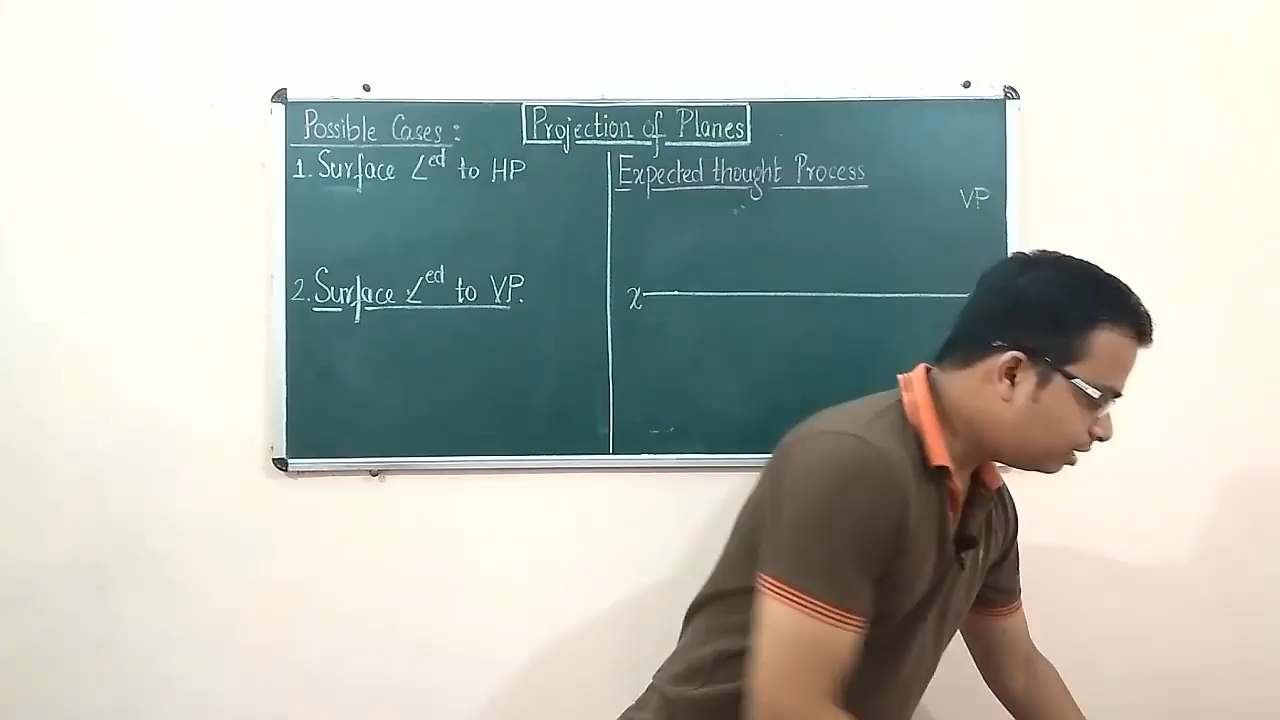 Projection of Planes
Possible Cases:
1. Surface ∠ed to HP
2. Surface ∠ed to VP.
Expected thought Process
VP
x